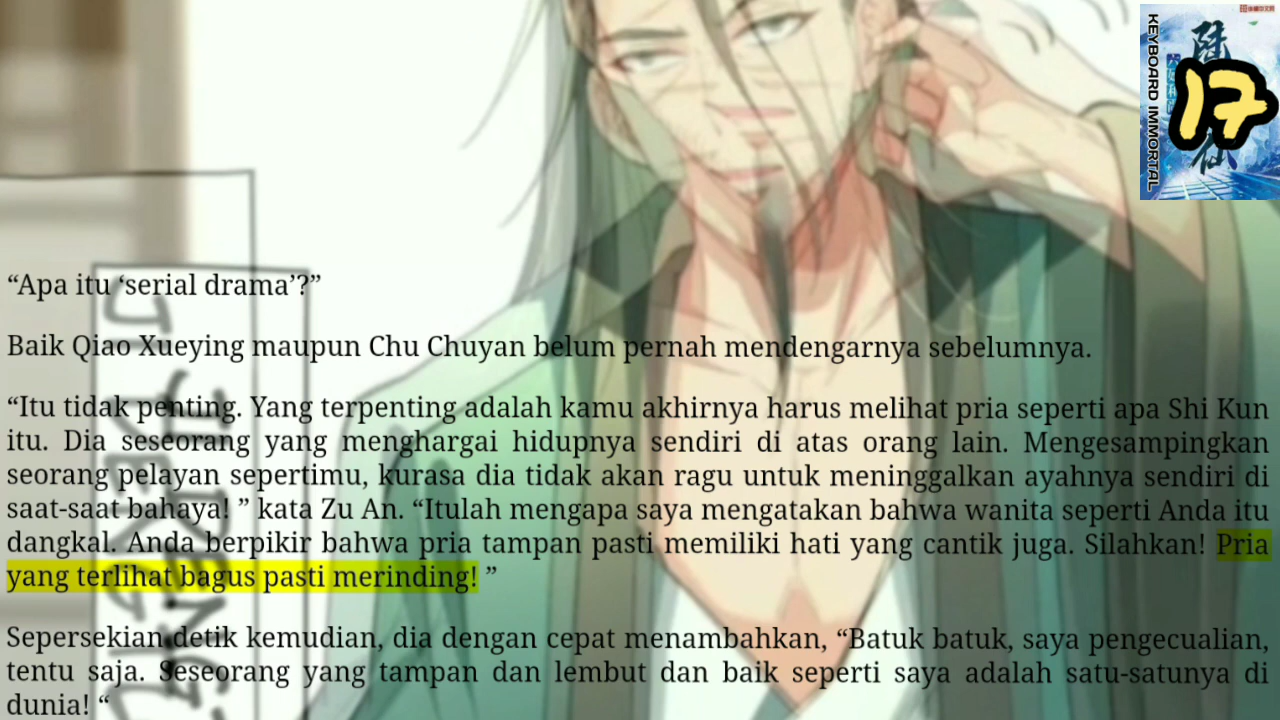 KEYBOARD IMMORTAL
17
“Apa itu ‘serial drama’?”
Baik Qiao Xueying maupun Chu Chuyan belum pernah mendengarnya sebelumnya.
“Itu tidak penting. Yang terpenting adalah kamu akhirnya harus melihat pria seperti apa Shi Kun
itu. Dia seseorang yang menghargai hidupnya sendiri di atas orang lain. Mengesampingkan
seorang pelayan sepertimu, kurasa dia tidak akan ragu untuk meninggalkan ayahnya sendiri di
saat-saat bahaya! ” kata Zu An. “Itulah mengapa saya mengatakan bahwa wanita seperti Anda itu
dangkal. Anda berpikir bahwa pria tampan pasti memiliki hati yang cantik juga. Silahkan! Pria
yang terlihat bagus pasti merinding! ”
Sepersekian detik kemudian, dia dengan cepat menambahkan, “Batuk batuk, saya pengecualian,
tentu saja. Seseorang yang tampan dan lembut dan baik seperti saya adalah satu-satunya di
dunia! “